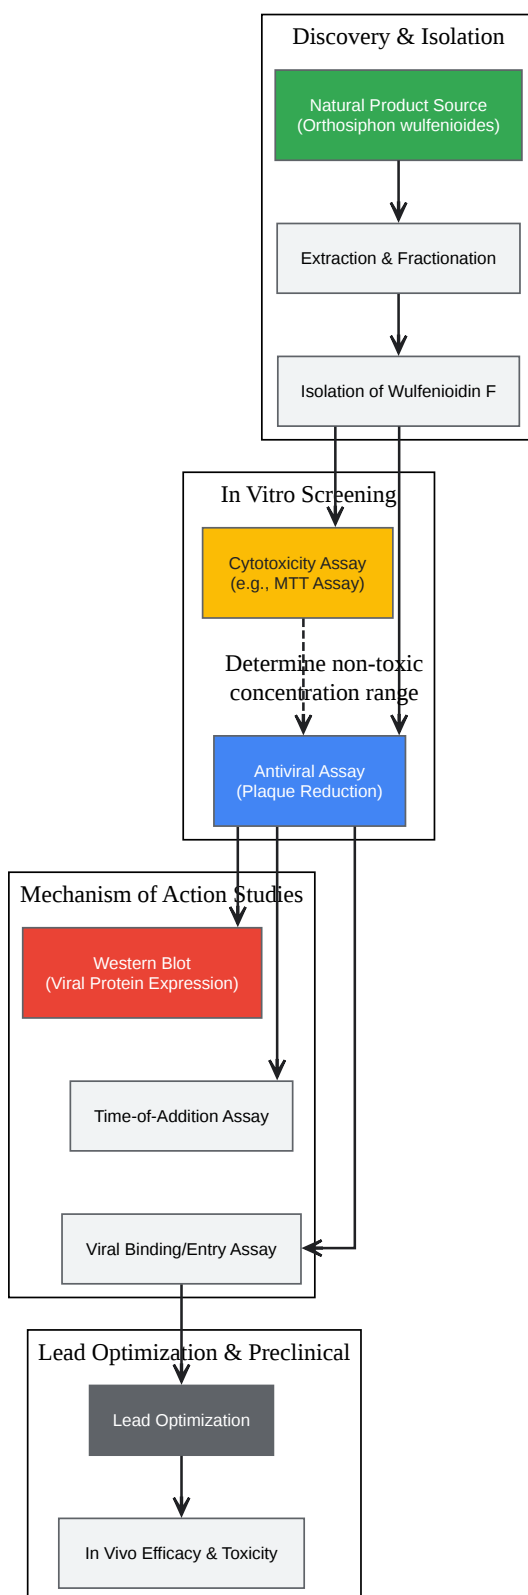 Discovery & Isolation
Natural Product Source
(Orthosiphon wulfenioides)
Extraction & Fractionation
Isolation of Wulfenioidin F
In Vitro Screening
Cytotoxicity Assay
(e.g., MTT Assay)
Determine non-toxic
concentration range
Antiviral Assay
(Plaque Reduction)
Mechanism of Action Studies
Western Blot
(Viral Protein Expression)
Time-of-Addition Assay
Viral Binding/Entry Assay
Lead Optimization & Preclinical
Lead Optimization
In Vivo Efficacy & Toxicity